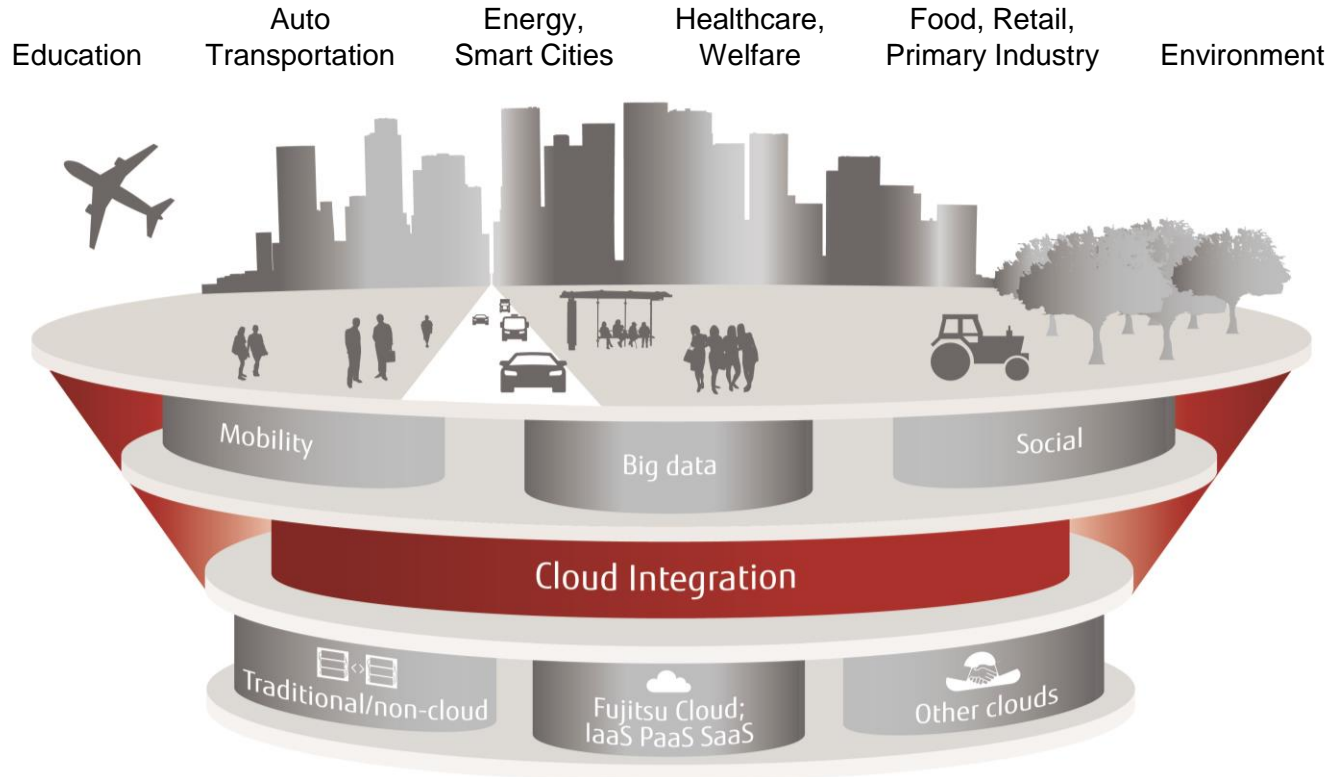 Education
Auto
Transportation
Energy,
Smart Cities
Healthcare,
Welfare
Food, Retail,
Primary Industry
Environment
Mobility
Big data
Social
Cloud Integration
Traditional/non-cloud
Fujitsu Cloud;
IaaS PaaS SaaS
Other clouds